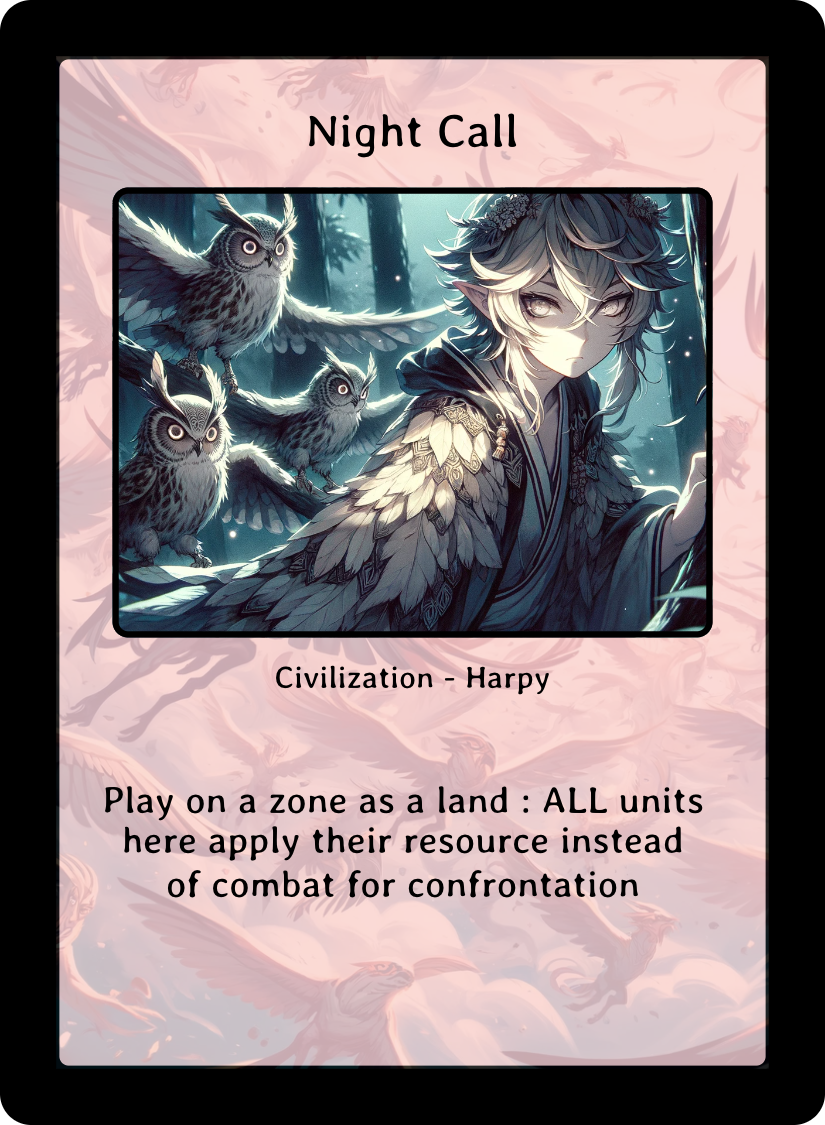 Night Call
Civilization - Harpy
Play on a zone as a land : ALL units
here apply their resource instead
of combat for confrontation